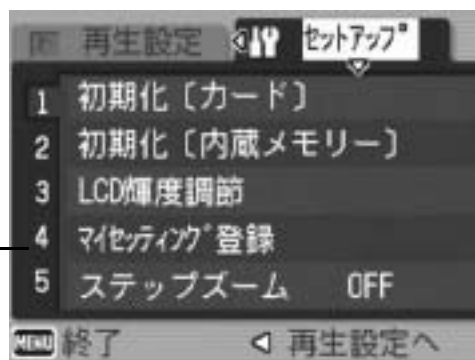 再生設定 セットアップ
1 初期化〔カード〕
2 初期化〔内蔵メモリー〕
3 LCD輝度調節
4 マイセッティング登録
5 ステップズーム OFF
MENU 終了 再生設定へ